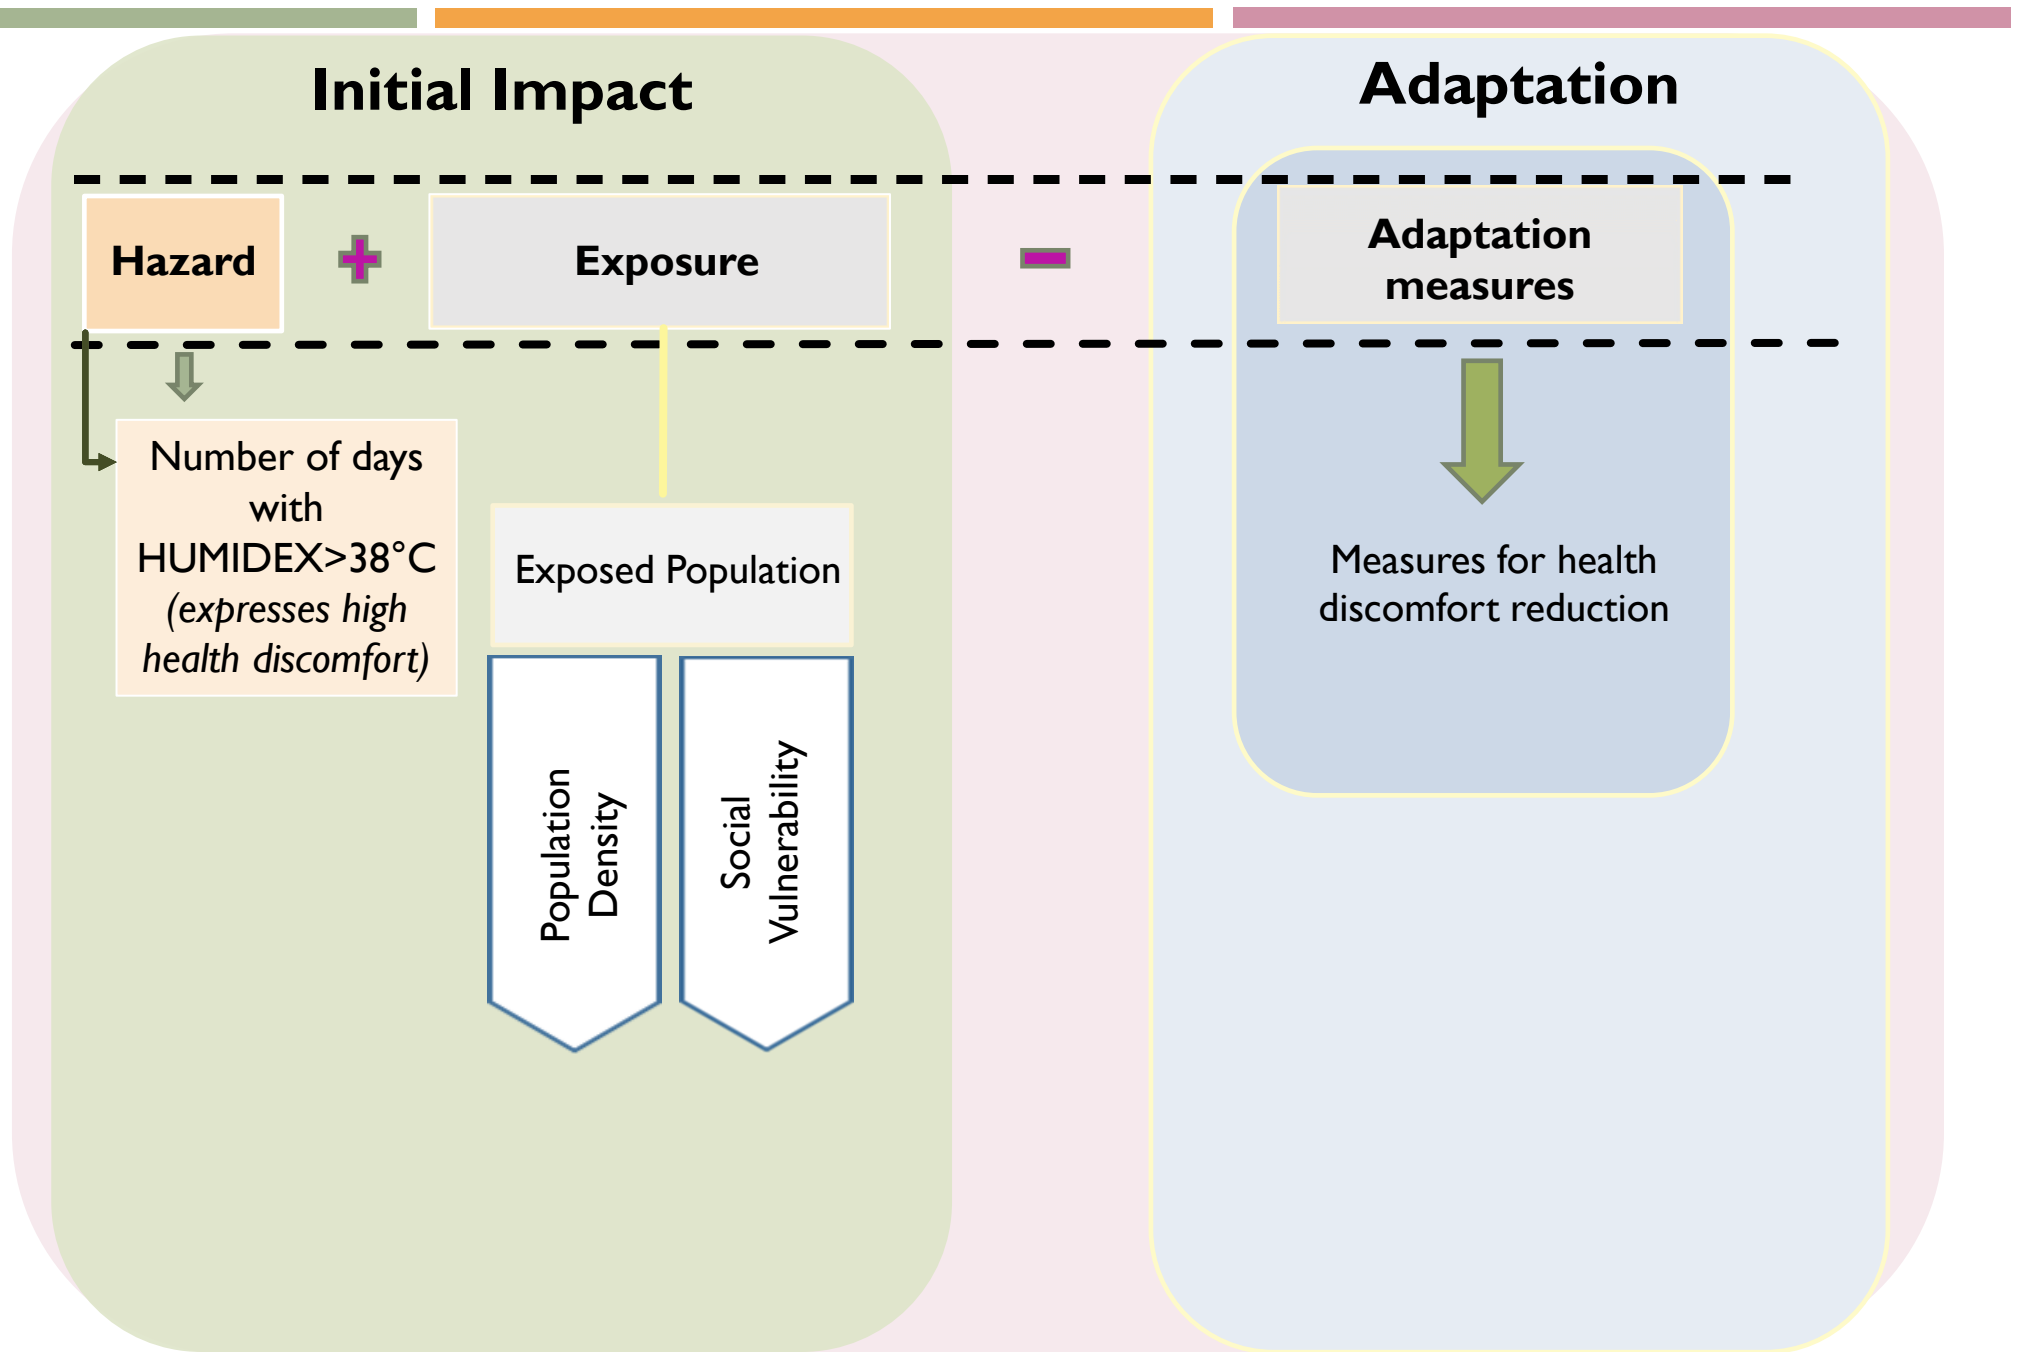 Initial Impact
Adaptation
Hazard
Exposure
Adaptation
measures
Number of days
with
HUMIDEX>38°C
(expresses high
health discomfort)
Exposed Population
Population
Density
Social
Vulnerability
Measures for health
discomfort reduction